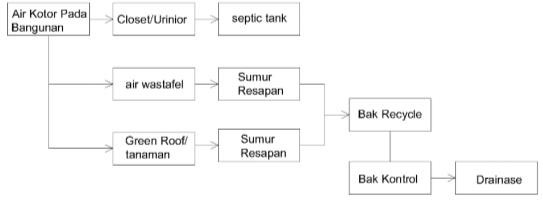 Air Kotor Pada
Bangunan
Closet/Urinior
septic tank
air wastafel
Sumur
Resapan
Green Roof/
tanaman
Sumur
Resapan
Bak Recycle
Bak Kontrol
Drainase